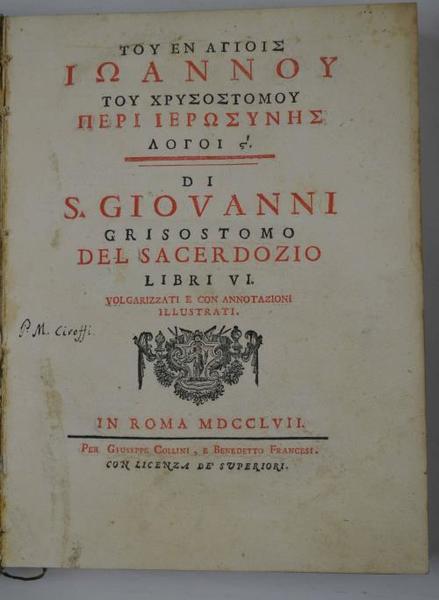 ΤΟΥ ΕΝ ΑΓΙΟΙΣ
ΙΩΑΝΝΟΥ
ΤΟΥ ΧΡΥΣΟΣΤΟΜΟΥ
ΠΕΡΙ ΙΕΡΩΣΥΝΗΣ
ΛΟΓΟΙ ς'.
DI
S. GIOVANNI
GRISOSTOMO
DEL SACERDOZIO
LIBRI VI.
VOLGARIZZATI E CON ANNOTAZIONI
ILLUSTRATI.
P. M. Cioffi.
IN ROMA MDCCLVII.
PER GIUSEPPE COLLINI, E BENEDETTO FRANCESI.
CON LICENZA DE' SUPERIORI.